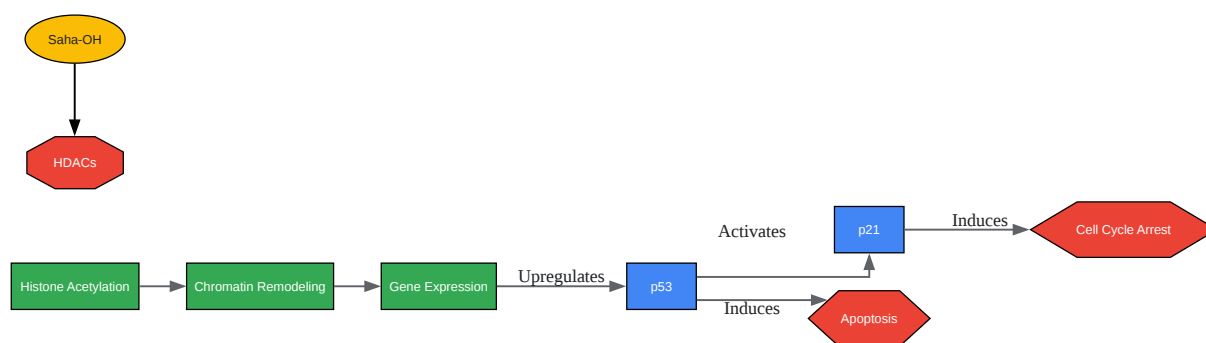 Saha-OH
HDACs
Activates
p21
Induces
Cell Cycle Arrest
Histone Acetylation
Chromatin Remodeling
Gene Expression
Upregulates
p53
Induces
Apoptosis